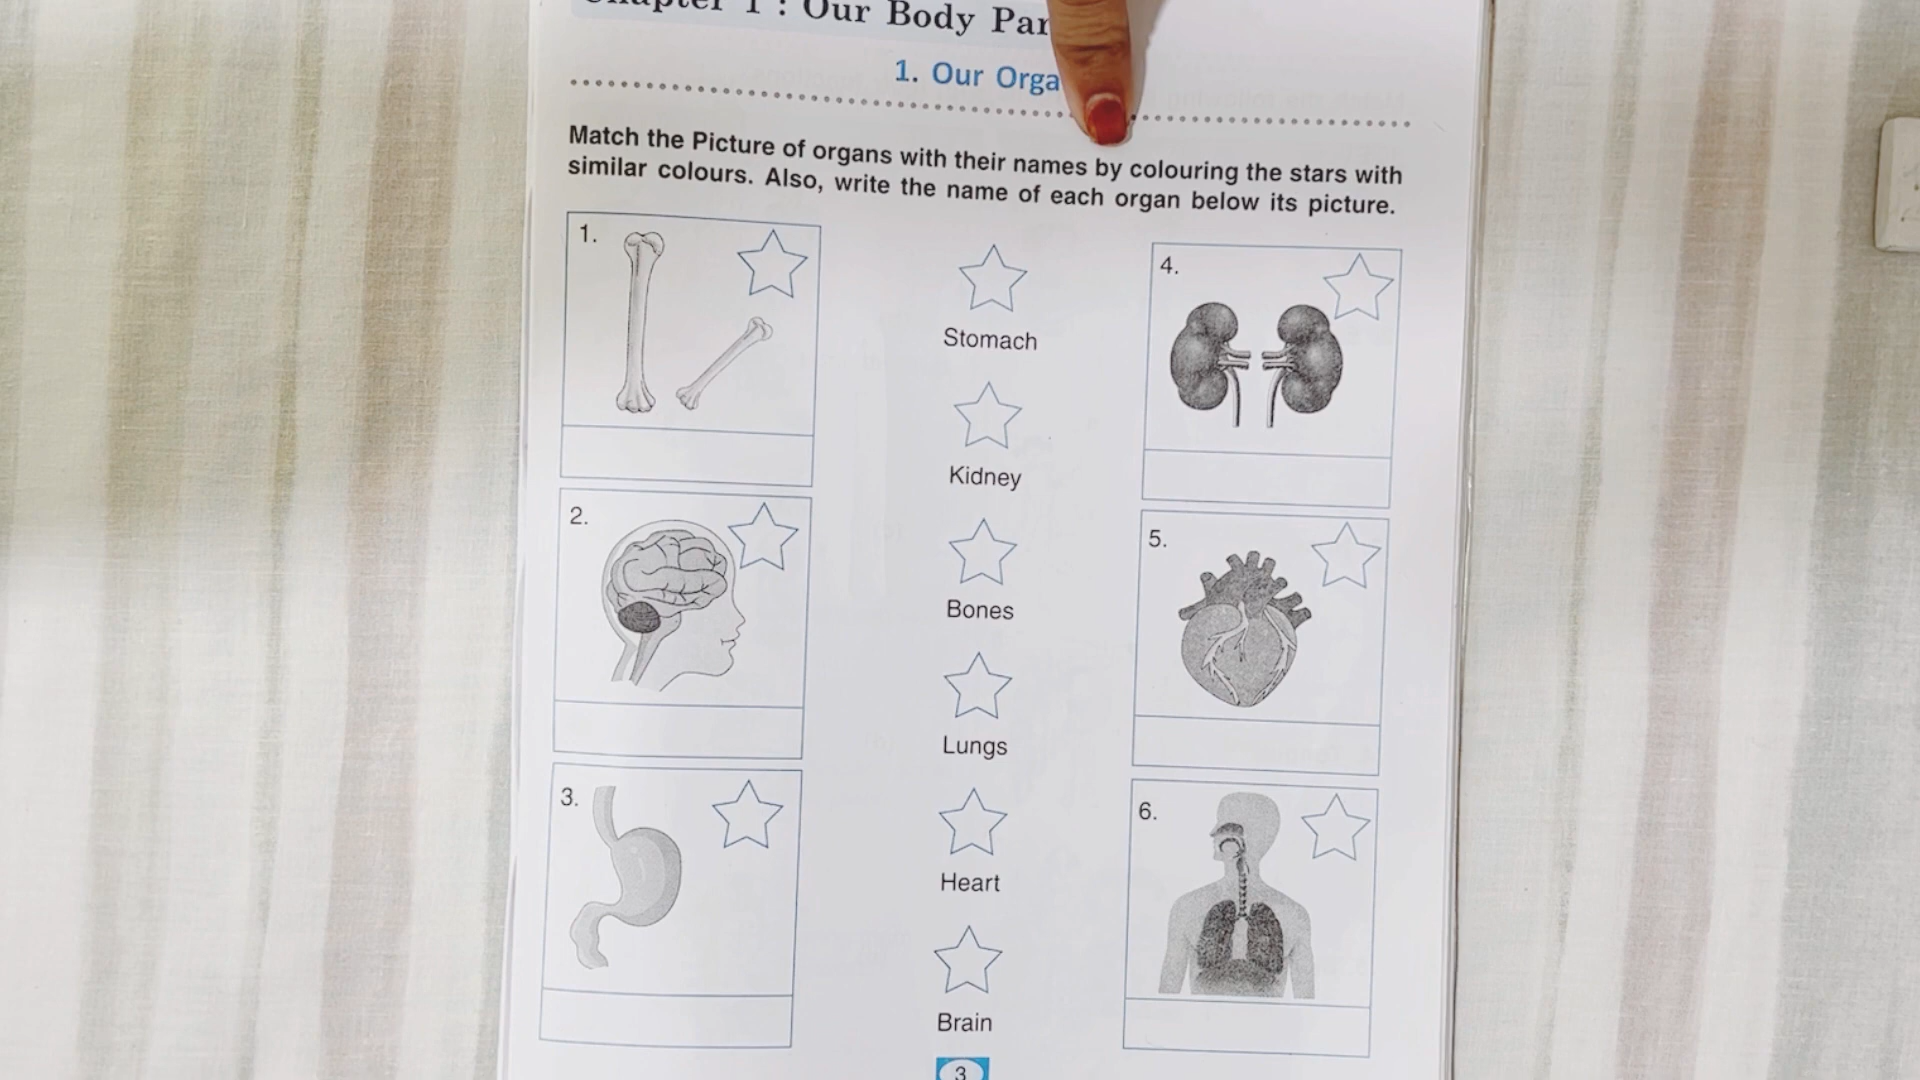 Chapter 1 : Our Body Par
1. Our Orga
Match the Picture of organs with their names by colouring the stars with
similar colours. Also, write the name of each organ below its picture.
1.
2.
3.
Stomach
Kidney
Bones
Lungs
Heart
Brain
4.
5.
6.
3